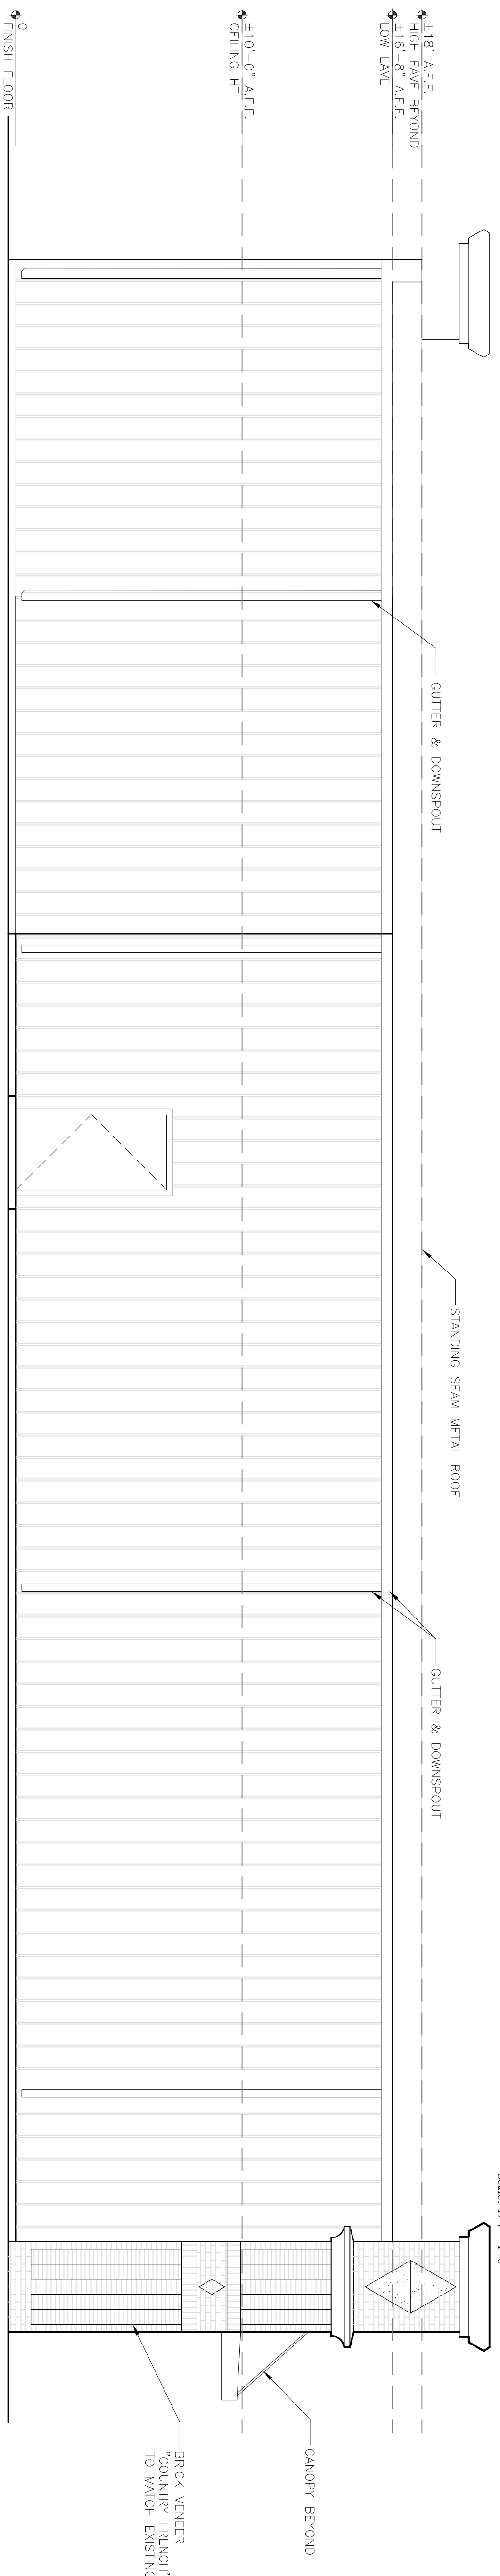 ±18' A.F.F.
HIGH EAVE BEYOND
±16'-8" A.F.F.
LOW EAVE
±10'-0" A.F.F.
CEILING HT
0
FINISH FLOOR
GUTTER & DOWNSPOUT
STANDING SEAM METAL ROOF
GUTTER & DOWNSPOUT
CANOPY BEYOND
BRICK VENEER
"COUNTRY FRENCH"
TO MATCH EXISTING